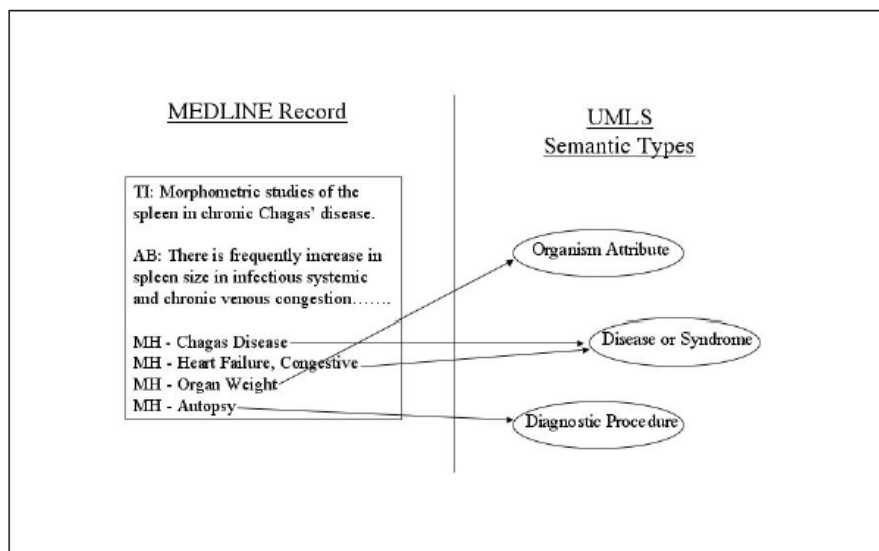 MEDLINE Record
UMLS
Semantic Types
TI: Morphometric studies of the
spleen in chronic Chagas’ disease.
AB: There is frequently increase in
spleen size in infectious systemic
and chronic venous congestion…….
MH - Chagas Disease
MH - Heart Failure, Congestive
MH - Organ Weight
MH - Autopsy
Organism Attribute
Disease or Syndrome
Diagnostic Procedure